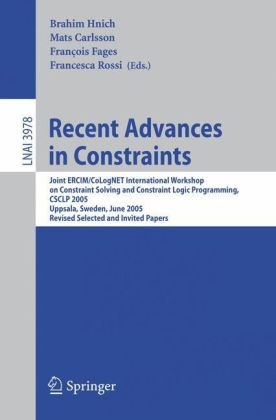 Brahim Hnich
Mats Carlsson
François Fages
Francesca Rossi (Eds.)
LNAI 3978
Recent Advances
in Constraints
Joint ERCIM/CoLogNET International Workshop
on Constraint Solving and Constraint Logic Programming,
CSCLP 2005
Uppsala, Sweden, June 2005
Revised Selected and Invited Papers
Springer